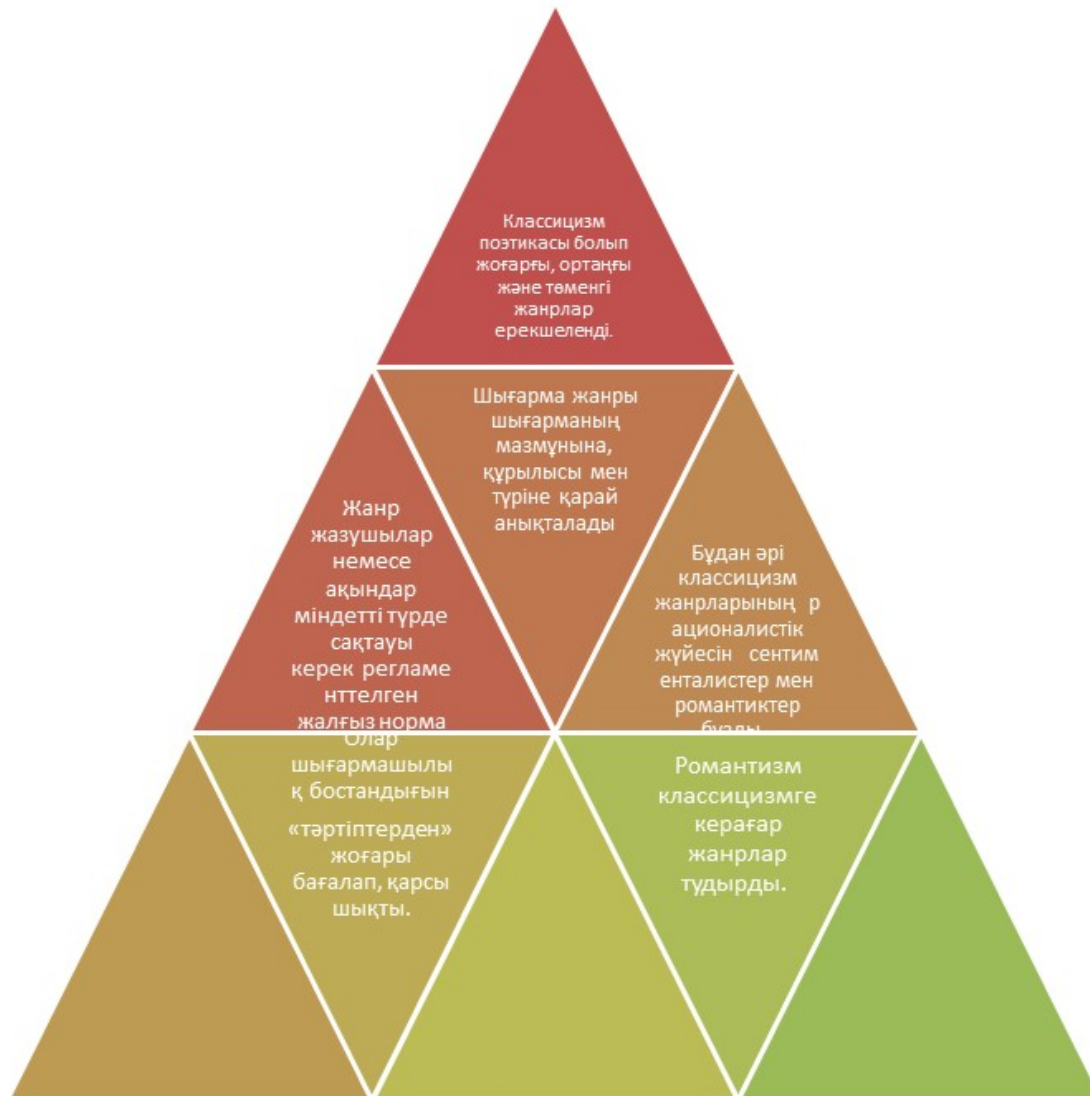 Классицизм
поэтикасы болып
жоғарғы, ортаңғы
және төменгі
жанрлар
ерекшеленді.
Жанр
жазушылар
немесе
ақындар
міндетті түрде
сақтауы
керек регламе
нттелген
жалғыз норма
Шығарма жанры
шығарманың
мазмұнына,
құрылысы мен
түріне қарай
анықталады
Бұдан әрі
классицизм
жанрларының р
ационалистік
жүйесін сентим
енталистер мен
романтиктер
бұзды
Олар
шығармашылы
қ бостандығын
«тәртіптерден»
жоғары
бағалап, қарсы
шықты.
Романтизм
классицизмге
керағар
жанрлар
тудырды.